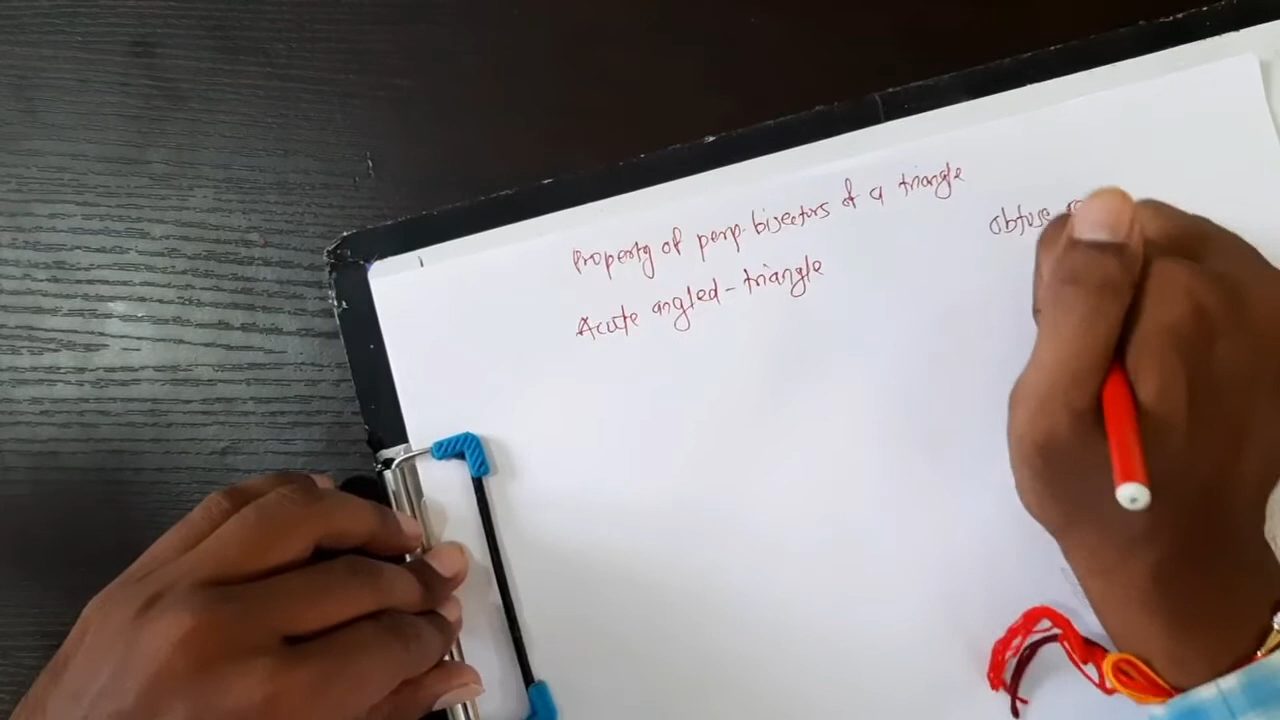 Property of perp. bisectors of a triangle
Acute angled-triangle
obtuse